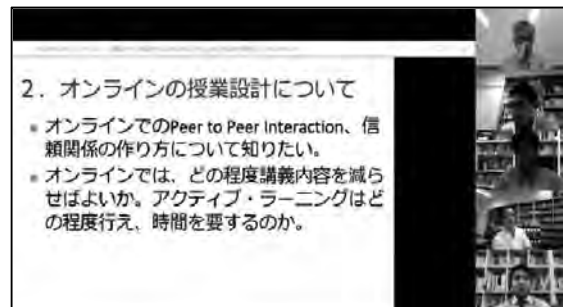 2．オンラインの授業設計について
▪ オンラインでのPeer to Peer Interaction、信
頼関係の作り方について知りたい。
▪ オンラインでは、どの程度講義内容を減ら
せばよいか。アクティブ・ラーニングはど
の程度行え、時間を要するのか。